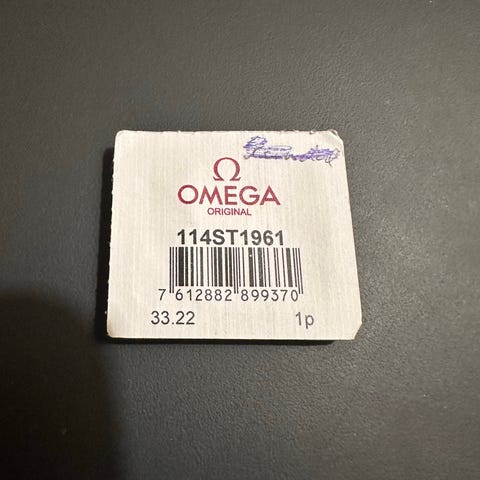 Ω
OMEGA
ORIGINAL
114ST1961
7 612882 899370
33.22 1p